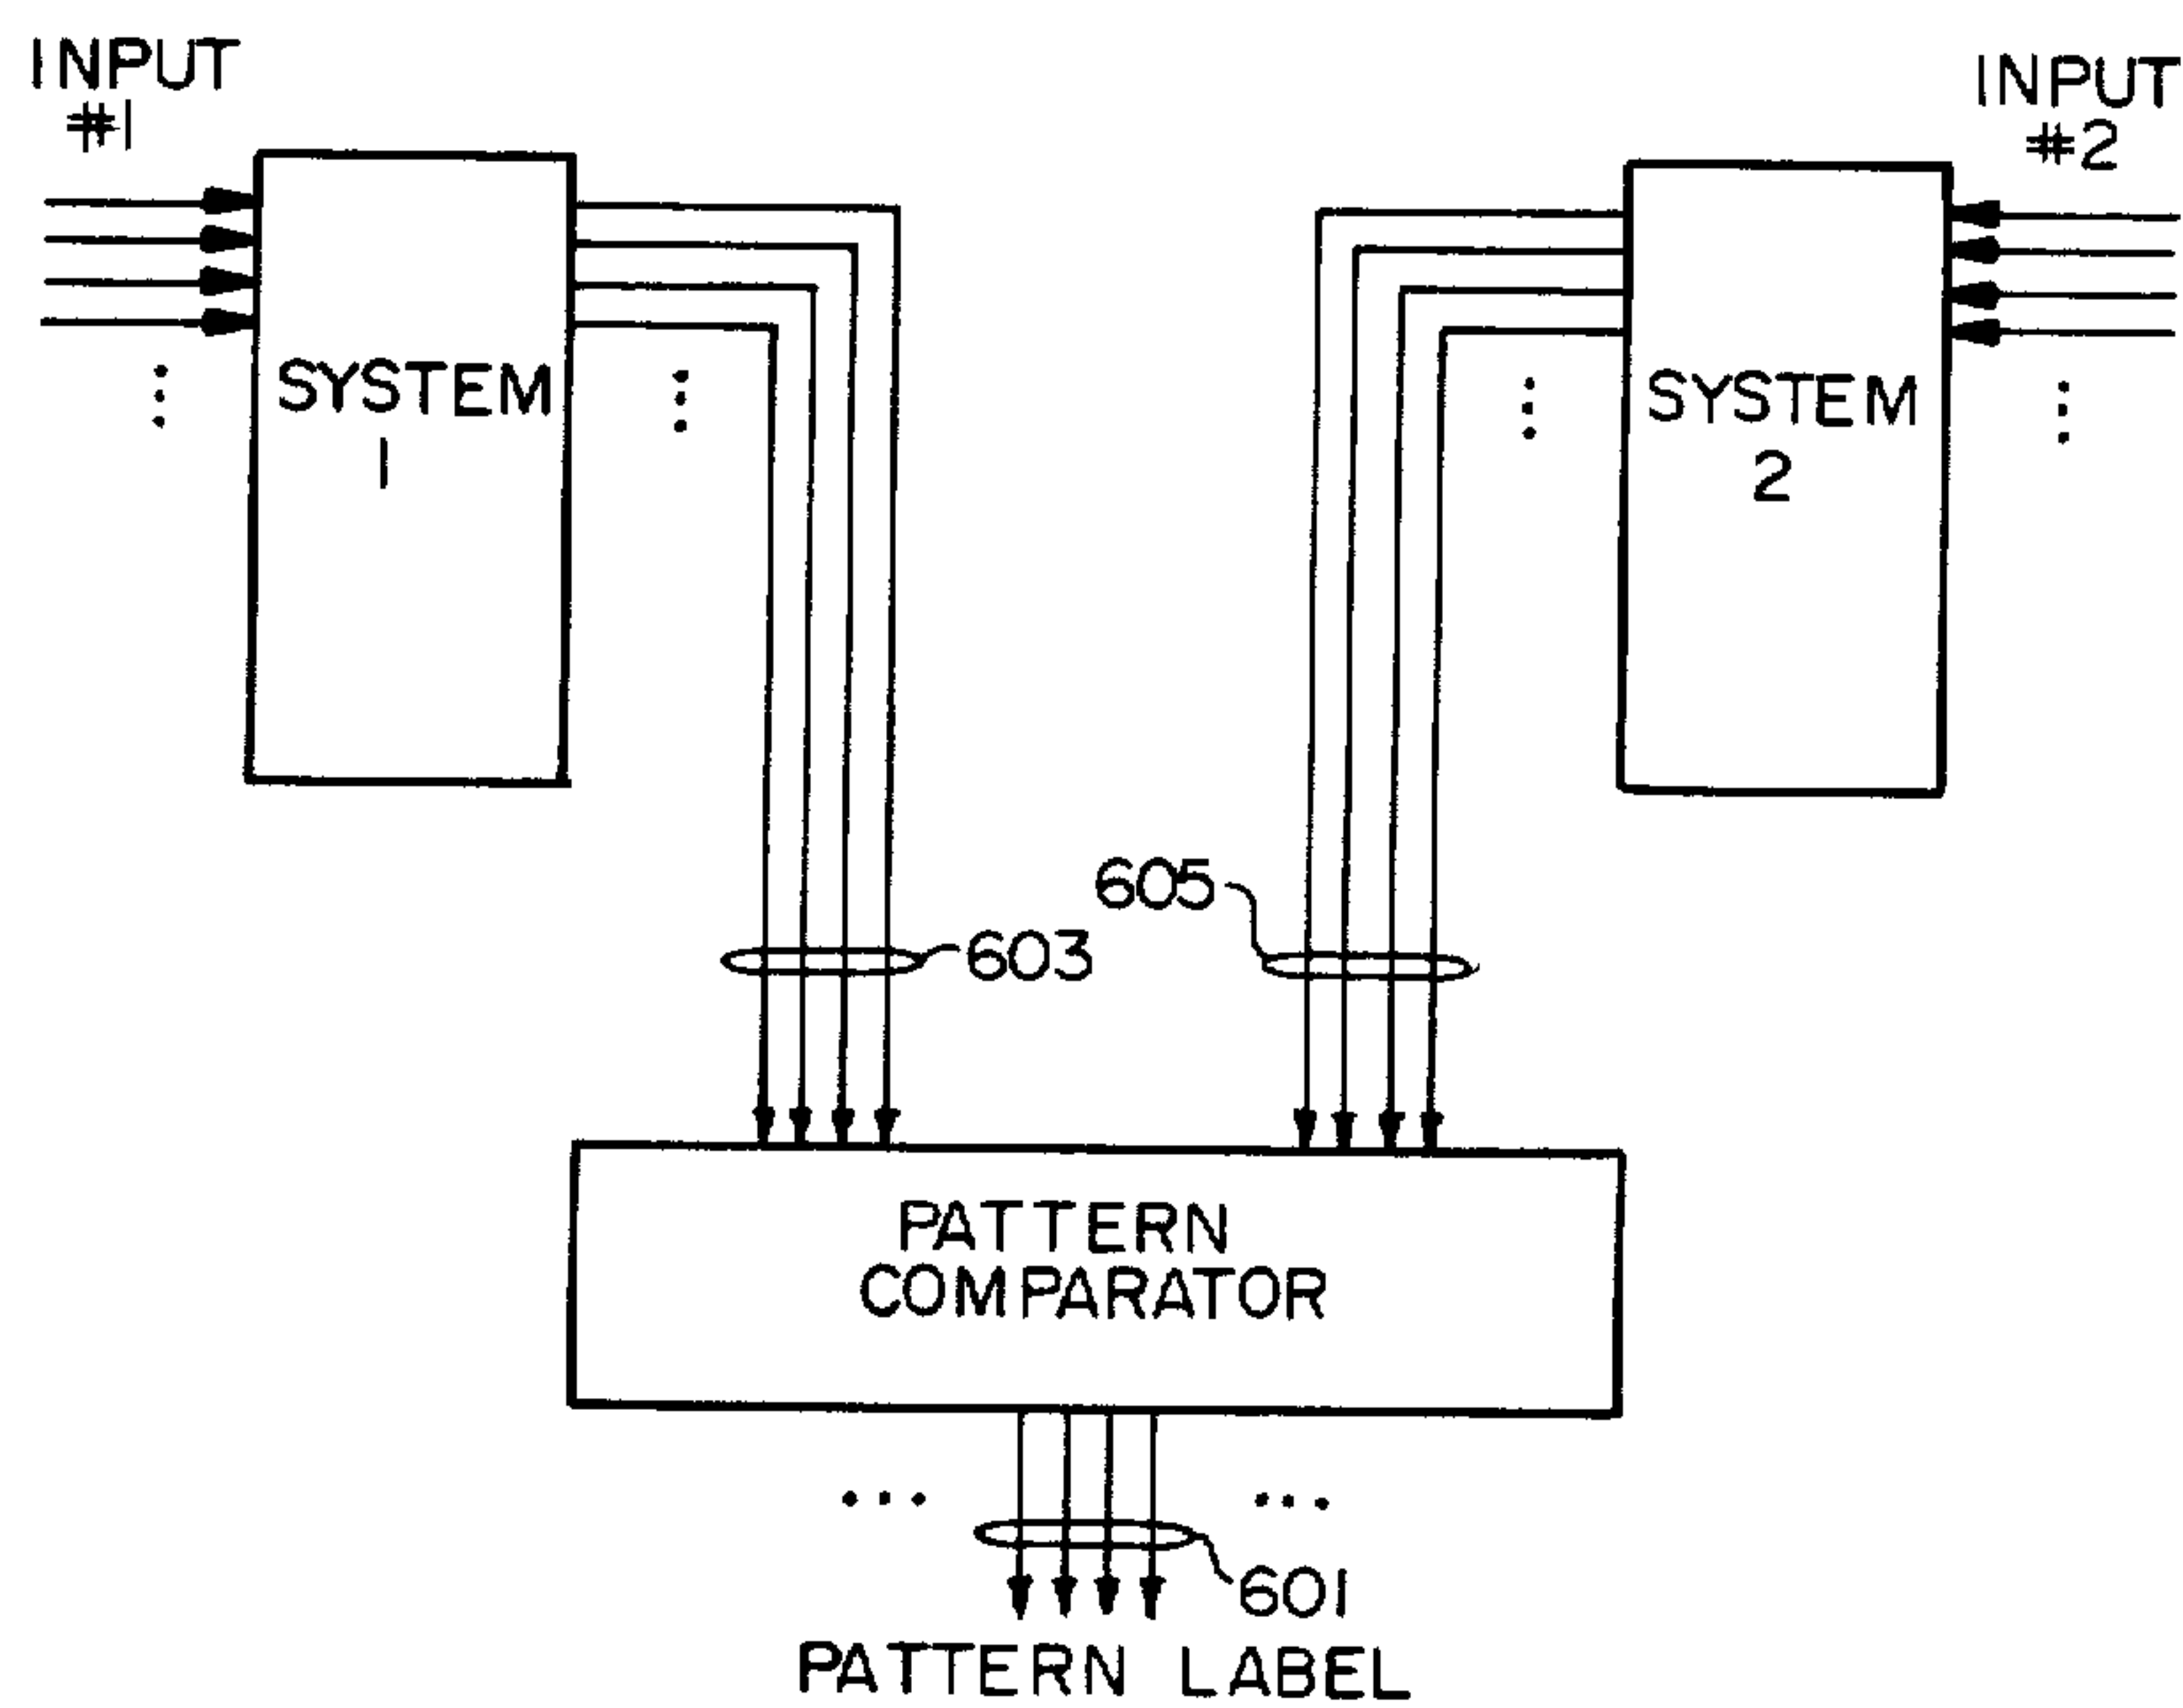 INPUT
#1
INPUT
#2
SYSTEM
1
SYSTEM
2
605
603
PATTERN
COMPARATOR
601
PATTERN LABEL